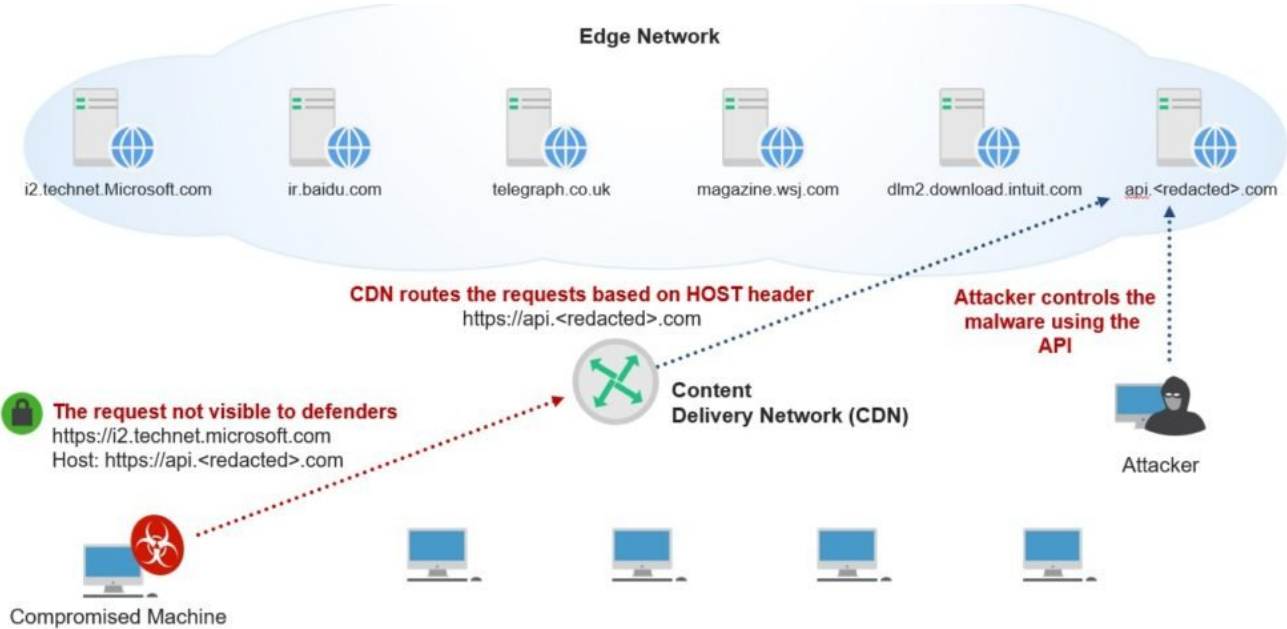 Edge Network
i2.technet.Microsoft.com
ir.baidu.com
telegraph.co.uk
magazine.wsj.com
dlm2.download.intuit.com
api.<redacted>.com
CDN routes the requests based on HOST header
https://api.<redacted>.com
Attacker controls the
malware using the
API
Content
Delivery Network (CDN)
The request not visible to defenders
https://i2.technet.microsoft.com
Host: https://api.<redacted>.com
Attacker
Compromised Machine